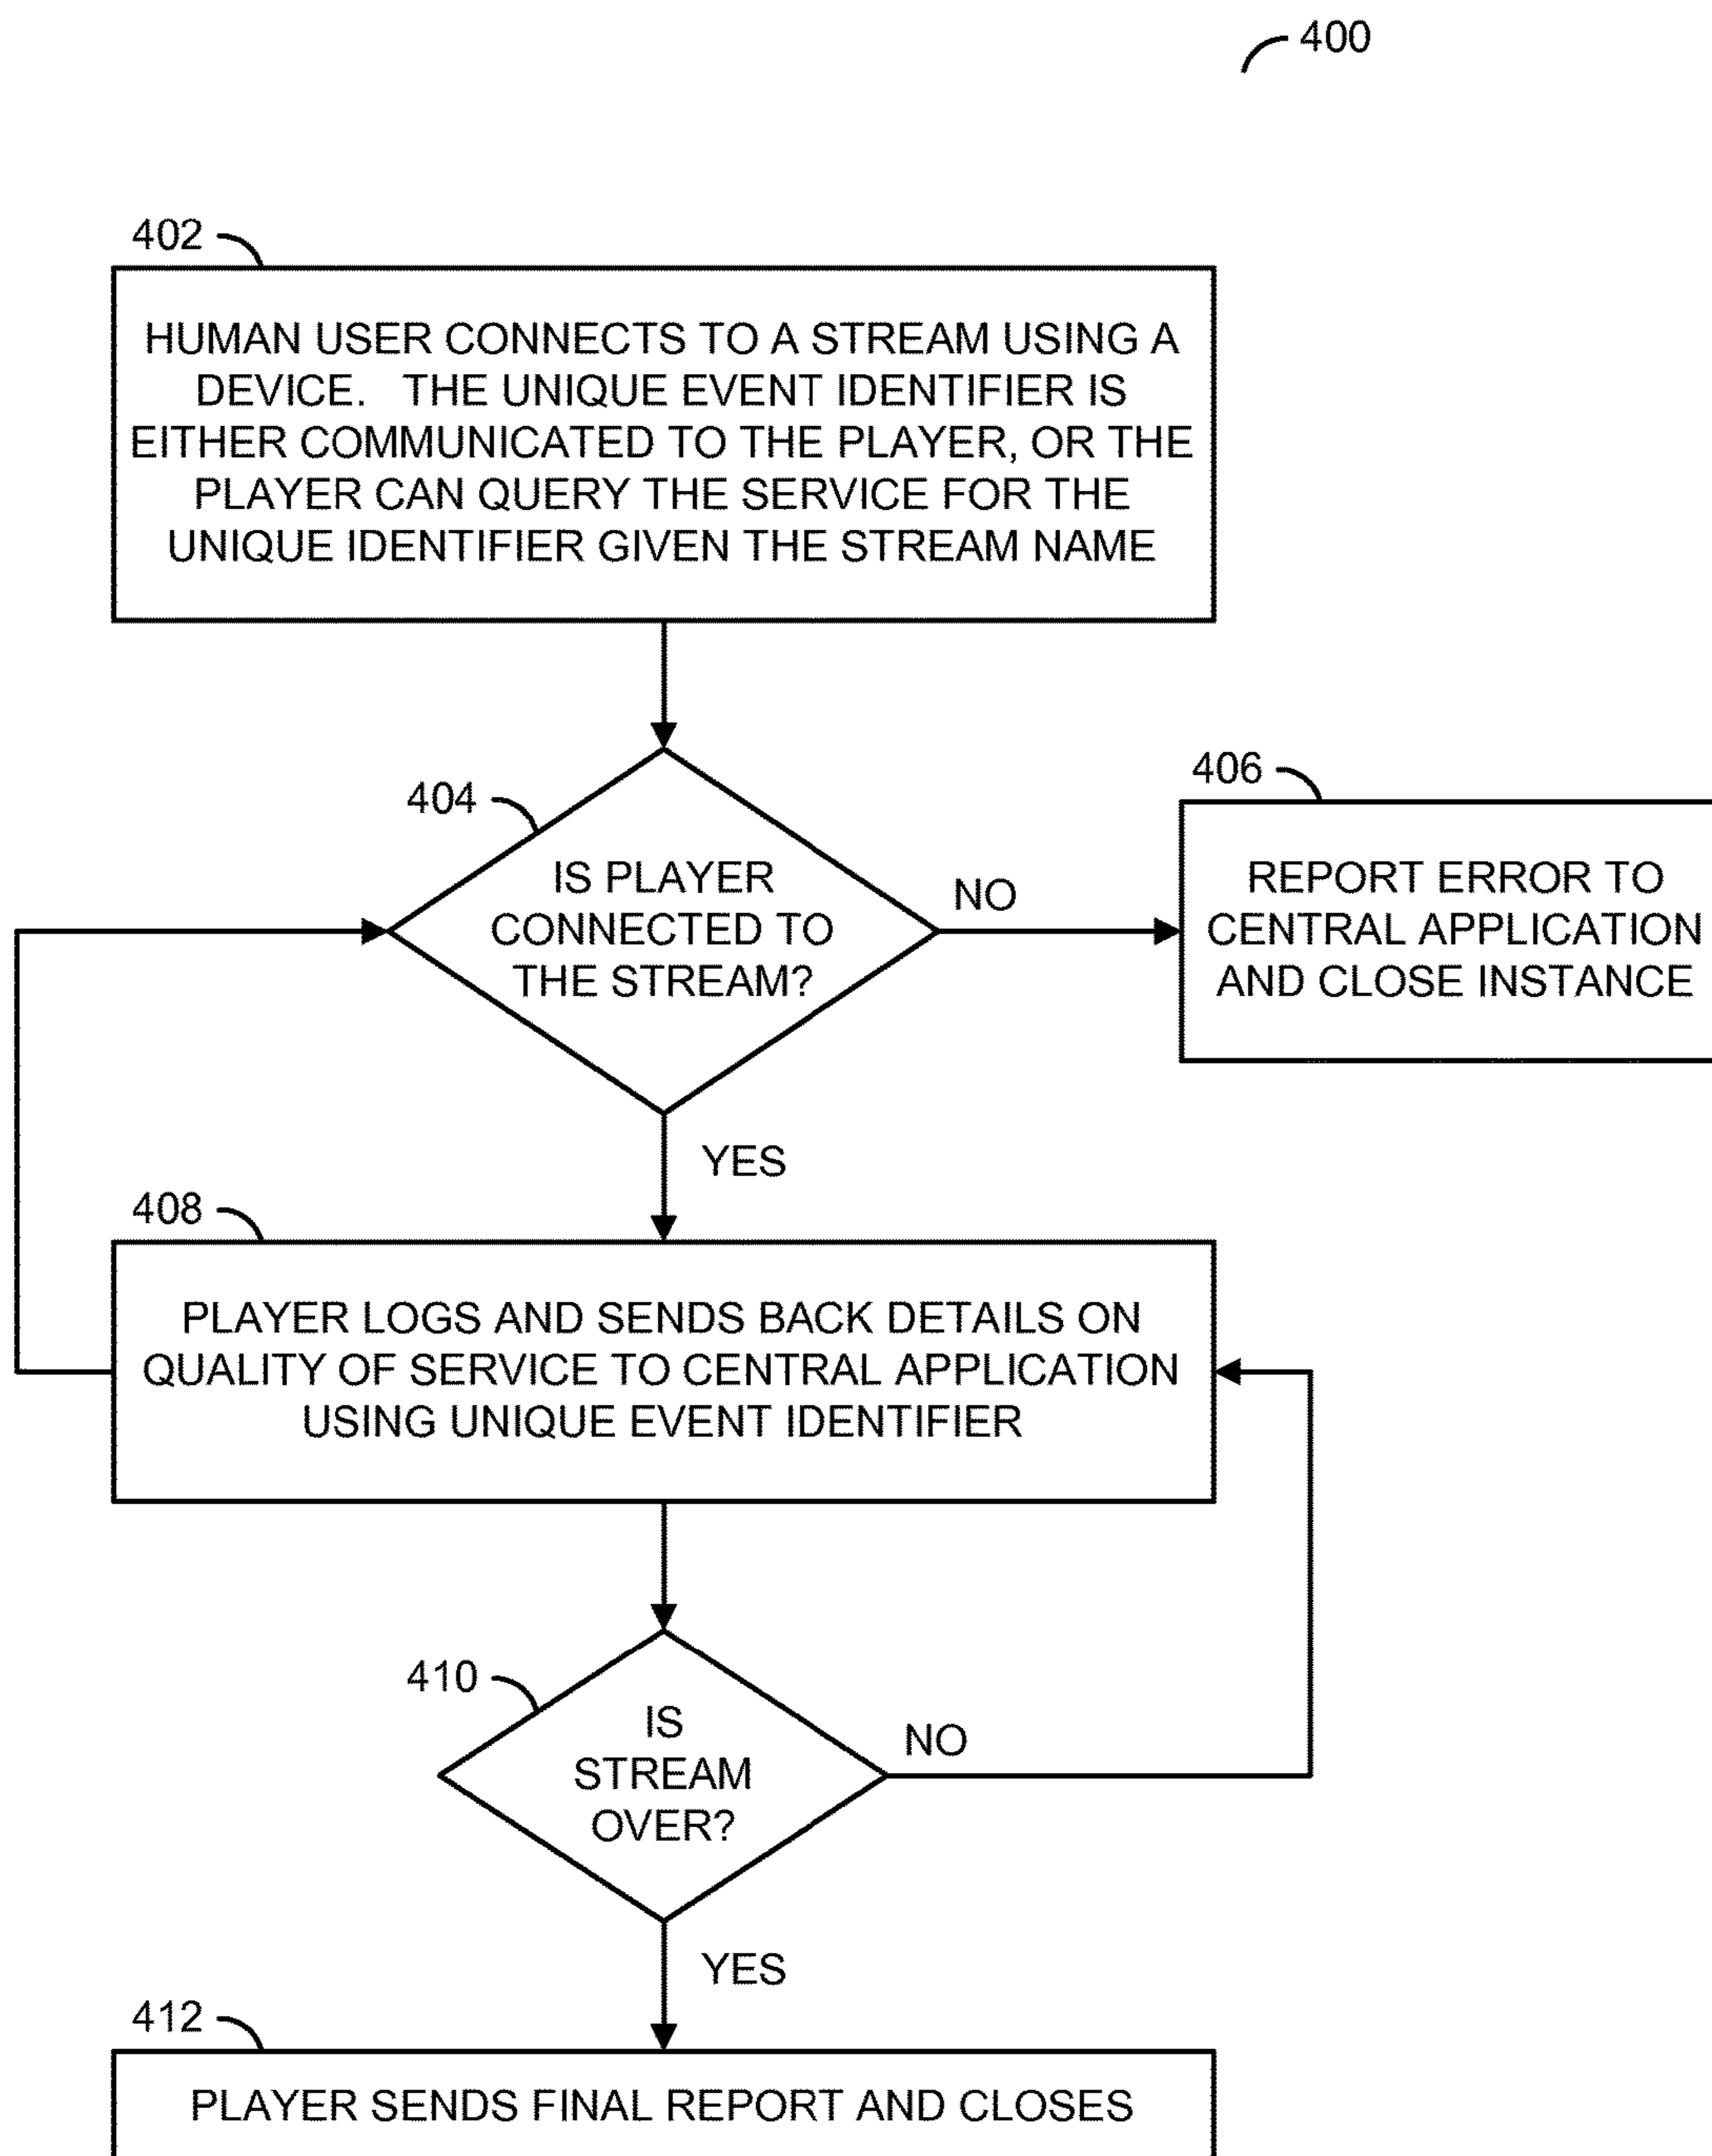 400
402
HUMAN USER CONNECTS TO A STREAM USING A
DEVICE. THE UNIQUE EVENT IDENTIFIER IS
EITHER COMMUNICATED TO THE PLAYER, OR THE
PLAYER CAN QUERY THE SERVICE FOR THE
UNIQUE IDENTIFIER GIVEN THE STREAM NAME
404
IS PLAYER
CONNECTED TO
THE STREAM?
NO
406
REPORT ERROR TO
CENTRAL APPLICATION
AND CLOSE INSTANCE
YES
408
PLAYER LOGS AND SENDS BACK DETAILS ON
QUALITY OF SERVICE TO CENTRAL APPLICATION
USING UNIQUE EVENT IDENTIFIER
410
IS
STREAM
OVER?
NO
YES
412
PLAYER SENDS FINAL REPORT AND CLOSES